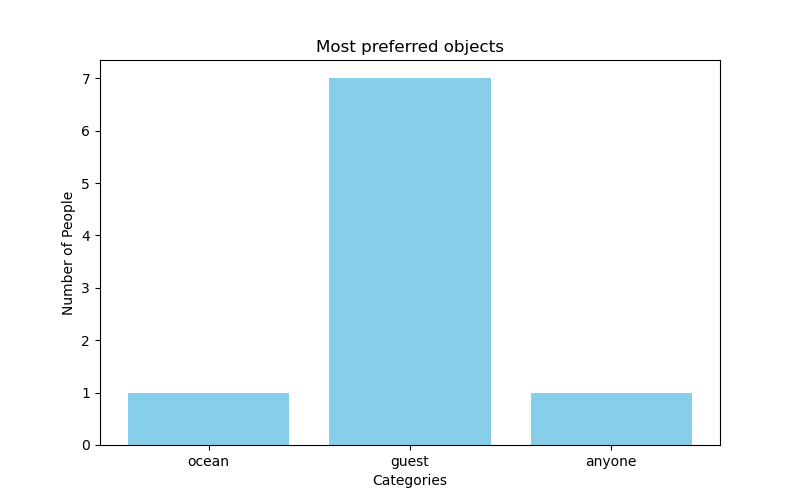 Most preferred objects
Number of People
7
6
5
4
3
2
1
0
ocean guest anyone
Categories